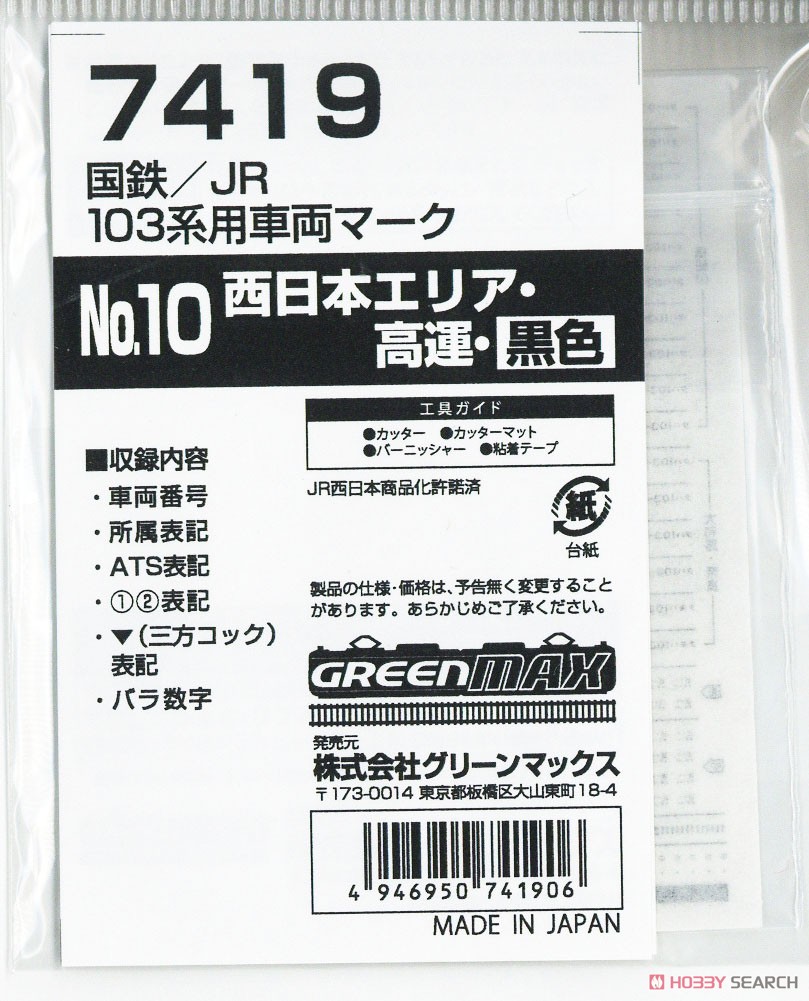 7419
国鉄／JR
103系用車両マーク
No.10 西日本エリア・
高運・黒色
工具ガイド
●カッター ●カッターマット
●バーニッシャー ●粘着テープ
■収録内容
・車両番号
・所属表記
・ATS表記
・①②表記
・▼(三方コック)
表記
・バラ数字
JR西日本商品化許諾済
紙
台紙
製品の仕様・価格は、予告無く変更すること
があります。あらかじめご了承ください。
GREENMAX
発売元
株式会社グリーンマックス
〒173-0014 東京都板橋区大山東町18-4
4 946950 741906
MADE IN JAPAN
HOBBY SEARCH